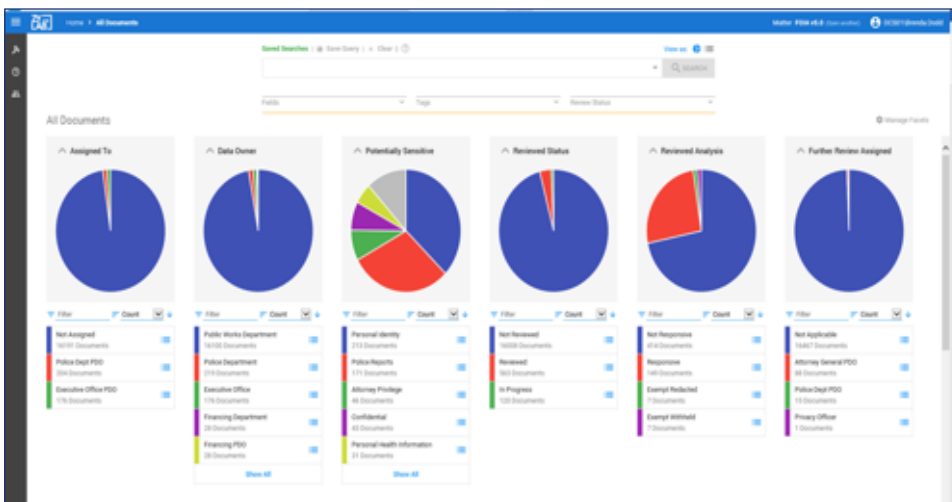 Home > All Documents
Matter FOIA v5.0 (Open another)
Saved Searches | Save Query | Clear |
View as:
SEARCH
Fields
Tags
Review Status
All Documents
Manage Facets
Assigned To
Filter
Count
Not Assigned
16191 Documents
Police Dept PDO
204 Documents
Executive Office PDO
176 Documents
Data Owner
Filter
Count
Public Works Department
16100 Documents
Police Department
219 Documents
Executive Office
176 Documents
Financing Department
28 Documents
Financing PDO
28 Documents
Show All
Potentially Sensitive
Filter
Count
Personal Identity
213 Documents
Police Reports
171 Documents
Attorney Privilege
46 Documents
Confidential
43 Documents
Personal Health Information
31 Documents
Show All
Reviewed Status
Filter
Count
Not Reviewed
Documents
Reviewed
563 Documents
In Progress
120 Documents
Reviewed Analysis
Filter
Count
Not Responsive
414 Documents
Responsive
149 Documents
Exempt Redacted
7 Documents
Exempt Withheld
7 Documents
Further Review Assigned
Filter
Count
Not Applicable
16467 Documents
Attorney General PDO
88 Documents
Police Dept PDO
15 Documents
Privacy Officer
1 Documents